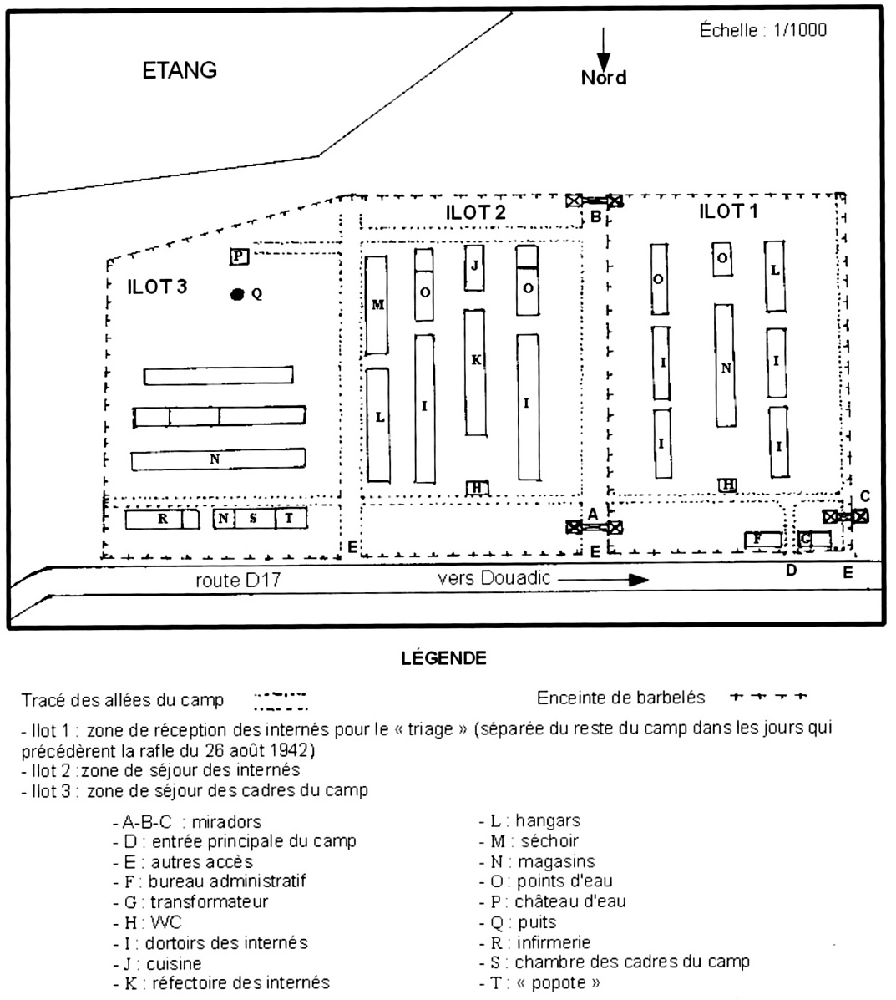 Échelle : 1/1000
ETANG
Nord
ILOT 2
B
ILOT 1
P
ILOT 3
Q
M
O
J
O
O
O
L
K
I
N
I
L
I
I
I
I
N
H
H
C
R
N
S
T
A
E
E
F
G
D
E
route D17
vers Douadic
LÉGENDE
Tracé des allées du camp
Enceinte de barbelés
- Ilot 1 : zone de réception des internés pour le « triage » (séparée du reste du camp dans les jours qui
précédèrent la rafle du 26 août 1942)
- Ilot 2 :zone de séjour des internés
- Ilot 3 : zone de séjour des cadres du camp
- A-B-C : miradors
- D : entrée principale du camp
- E : autres accès
- F : bureau administratif
- G : transformateur
- H : WC
- I : dortoirs des internés
- J : cuisine
- K : réfectoire des internés
- L : hangars
- M : séchoir
- N : magasins
- O : points d'eau
- P : château d'eau
- Q : puits
- R : infirmerie
- S : chambre des cadres du camp
- T : « popote »